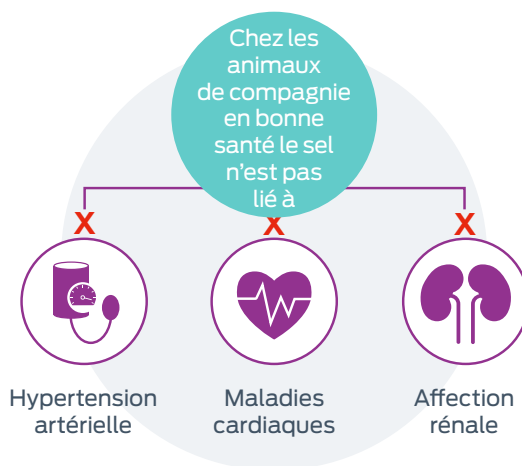 Chez les
animaux
de compagnie
en bonne
santé le sel
n’est pas
lié à
X X X
Hypertension
artérielle
Maladies
cardiaques
Affection
rénale